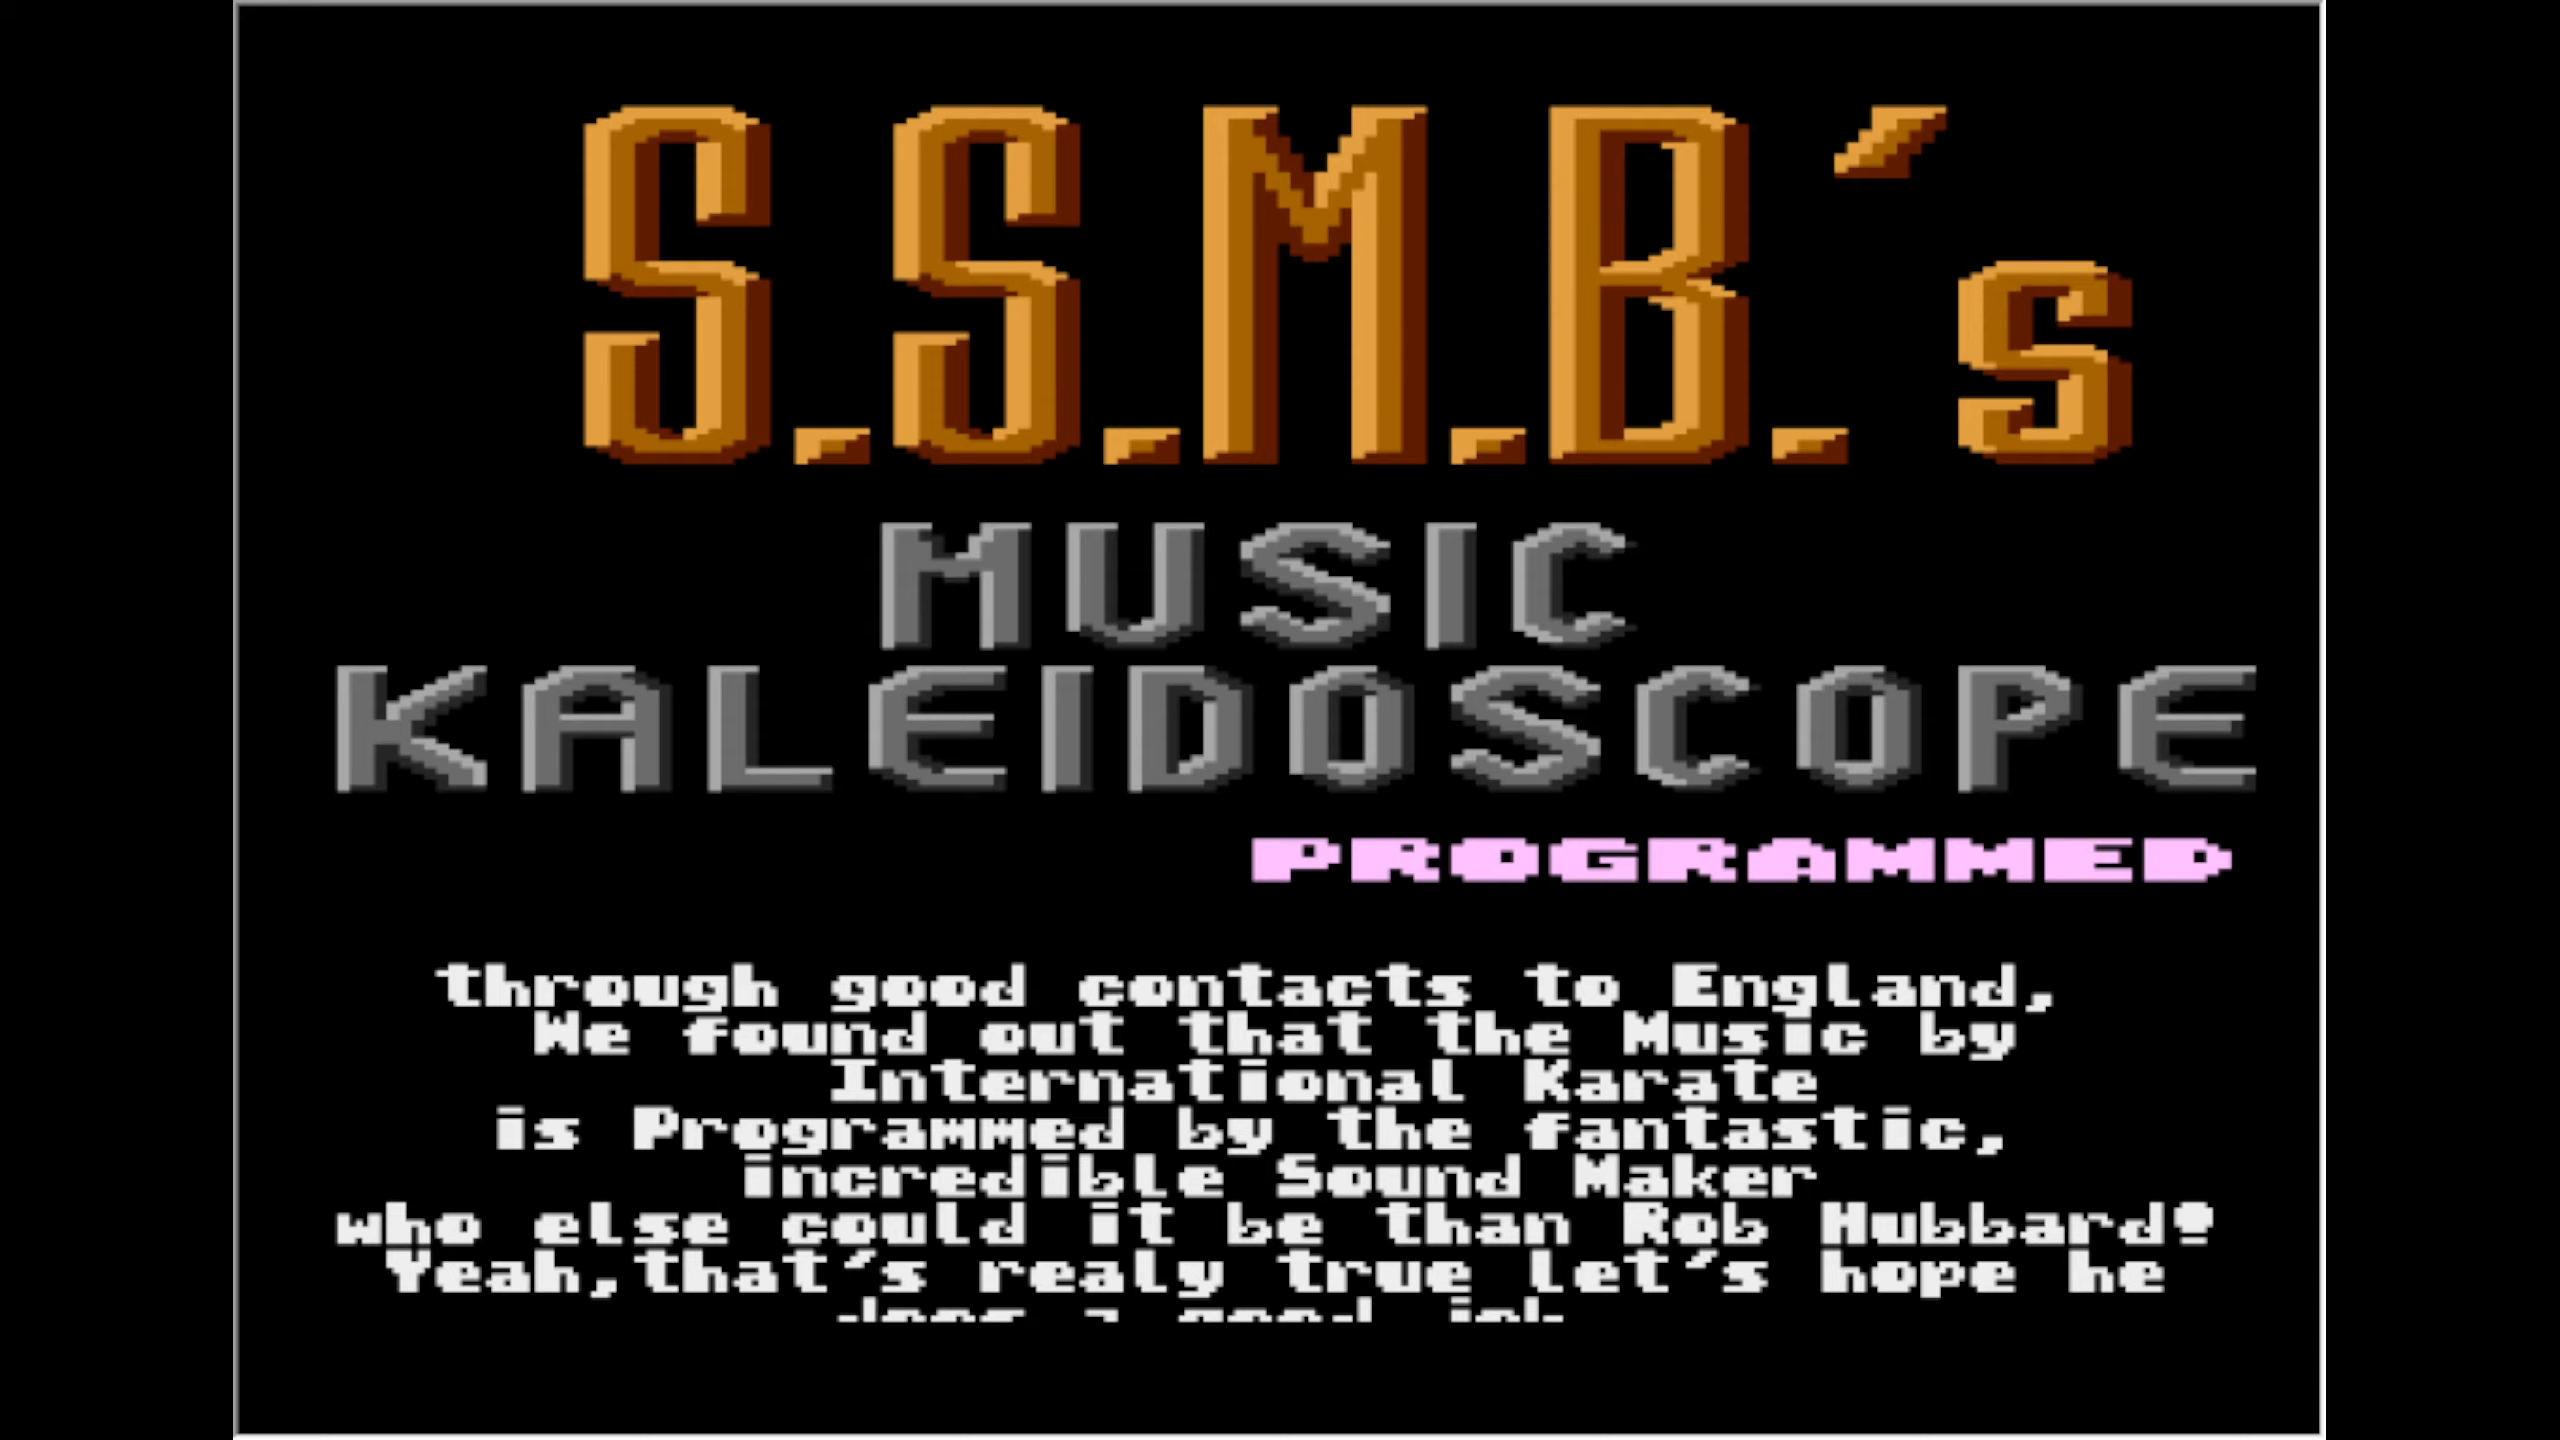 S.S.M.B.´s
MUSIC
KALEIDOSCOPE
PROGRAMMED
through good contacts to England,
We found out that the Music by
International Karate
is Programmed by the fantastic,
incredible Sound Maker
who else could it be than Rob Hubbard!
Yeah,that's realy true let's hope he